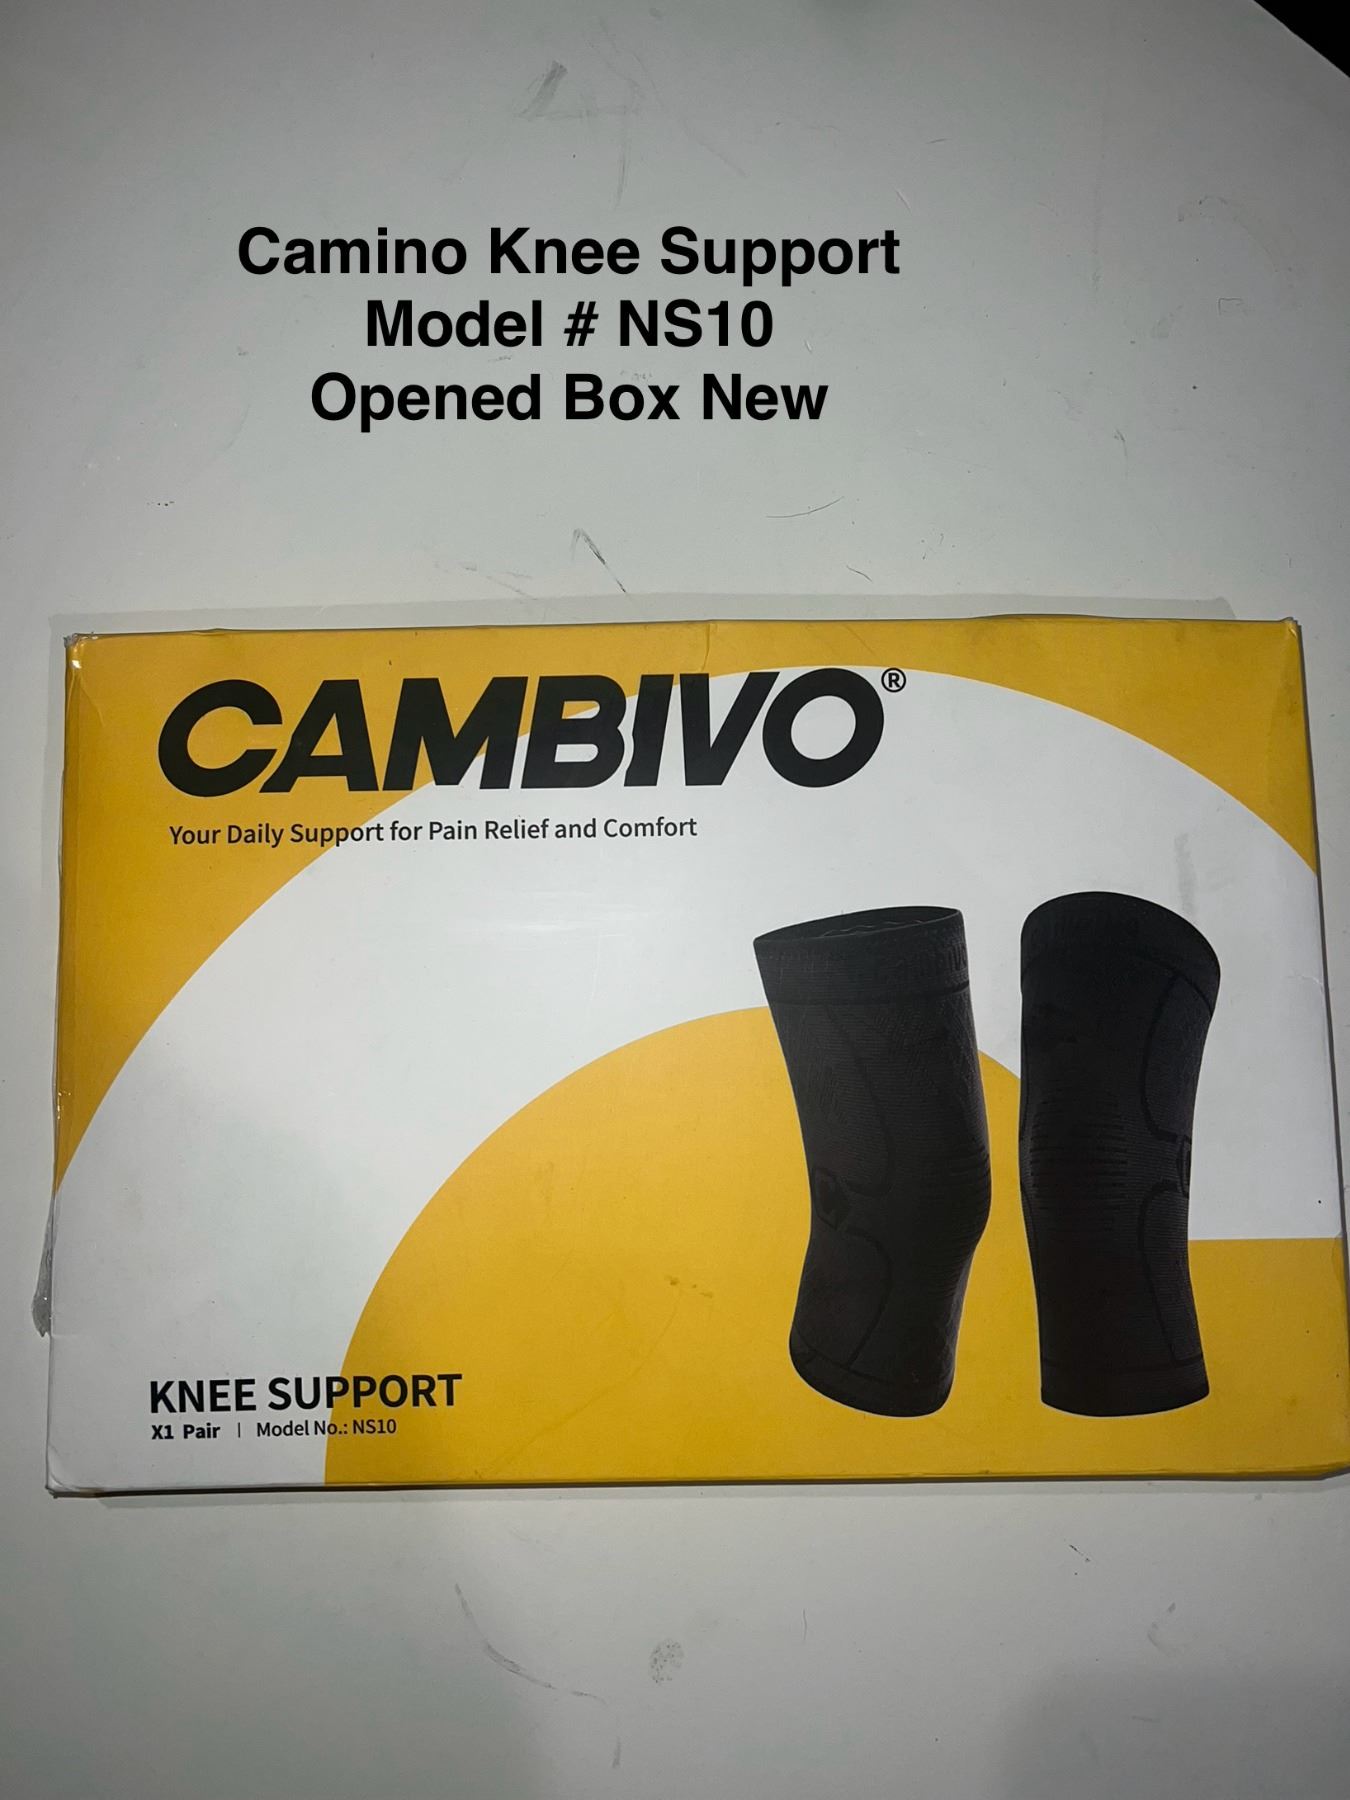 Camino Knee Support
Model # NS10
Opened Box New
CAMBIVO®
Your Daily Support for Pain Relief and Comfort
KNEE SUPPORT
X1 Pair | Model No.: NS10